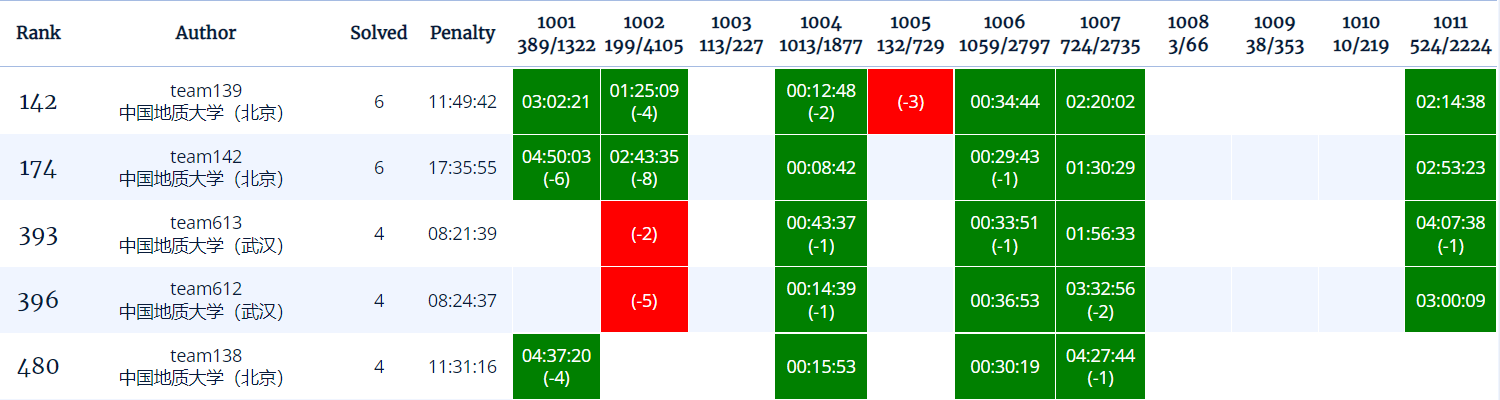 Rank Author Solved Penalty 1001 1002 1003 1004 1005 1006 1007 1008 1009 1010 1011
389/1322 199/4105 113/227 1013/1877 132/729 1059/2797 724/2735 3/66 38/353 10/219 524/2224
142 team139 6 11:49:42 03:02:21 01:25:09 00:12:48 (-3) 00:34:44 02:20:02 02:14:38
中国地质大学（北京） (-4) (-2)
174 team142 6 17:35:55 04:50:03 02:43:35 00:08:42 00:29:43 01:30:29 02:53:23
中国地质大学（北京） (-6) (-8) (-1)
393 team613 4 08:21:39 (-2) 00:43:37 00:33:51 01:56:33 04:07:38
中国地质大学（武汉） (-1) (-1) (-1)
396 team612 4 08:24:37 (-5) 00:14:39 00:36:53 03:32:56 03:00:09
中国地质大学（武汉） (-1) (-2)
480 team138 4 11:31:16 04:37:20 00:15:53 00:30:19 04:27:44
中国地质大学（北京） (-4) (-1)